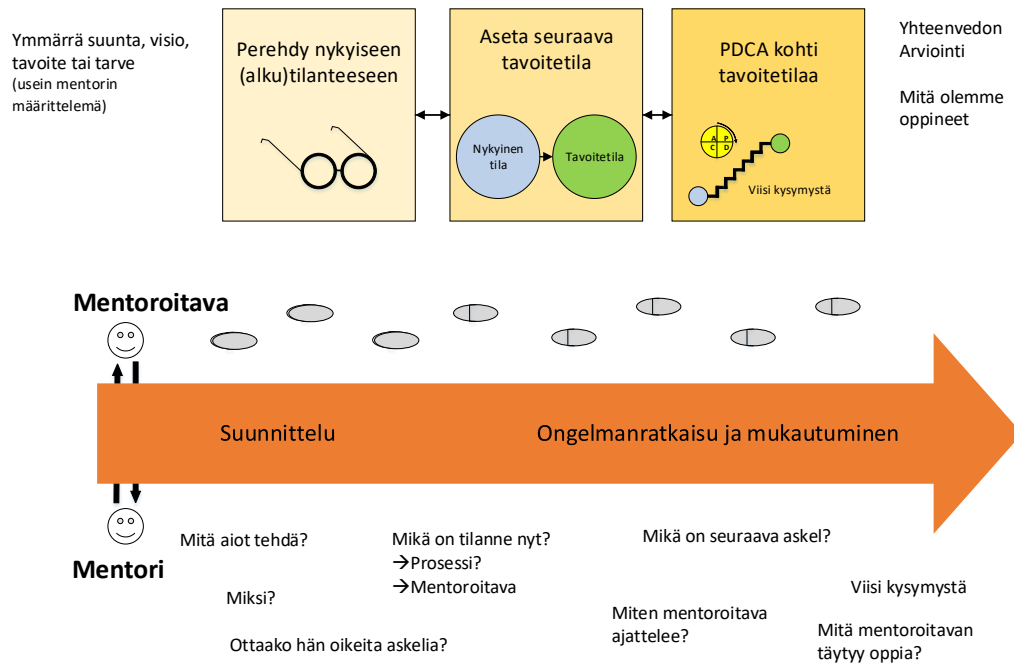 Ymmärrä suunta, visio,
tavoite tai tarve
(usein mentorin
määrittelemä)
Perehdy nykyiseen
(alku)tilanteeseen
Aseta seuraava
tavoitetila
Nykyinen
tila
Tavoitetila
PDCA kohti
tavoitetilaa
A P
C D
Viisi kysymystä
Yhteenvedon
Arviointi
Mitä olemme
oppineet
Mentoroitava
Suunnittelu
Ongelmanratkaisu ja mukautuminen
Mentori
Mitä aiot tehdä?
Miksi?
Ottaako hän oikeita askelia?
Mikä on tilanne nyt?
→Prosessi?
→Mentoroitava
Mikä on seuraava askel?
Miten mentoroitava
ajattelee?
Viisi kysymystä
Mitä mentoroitavan
täytyy oppia?